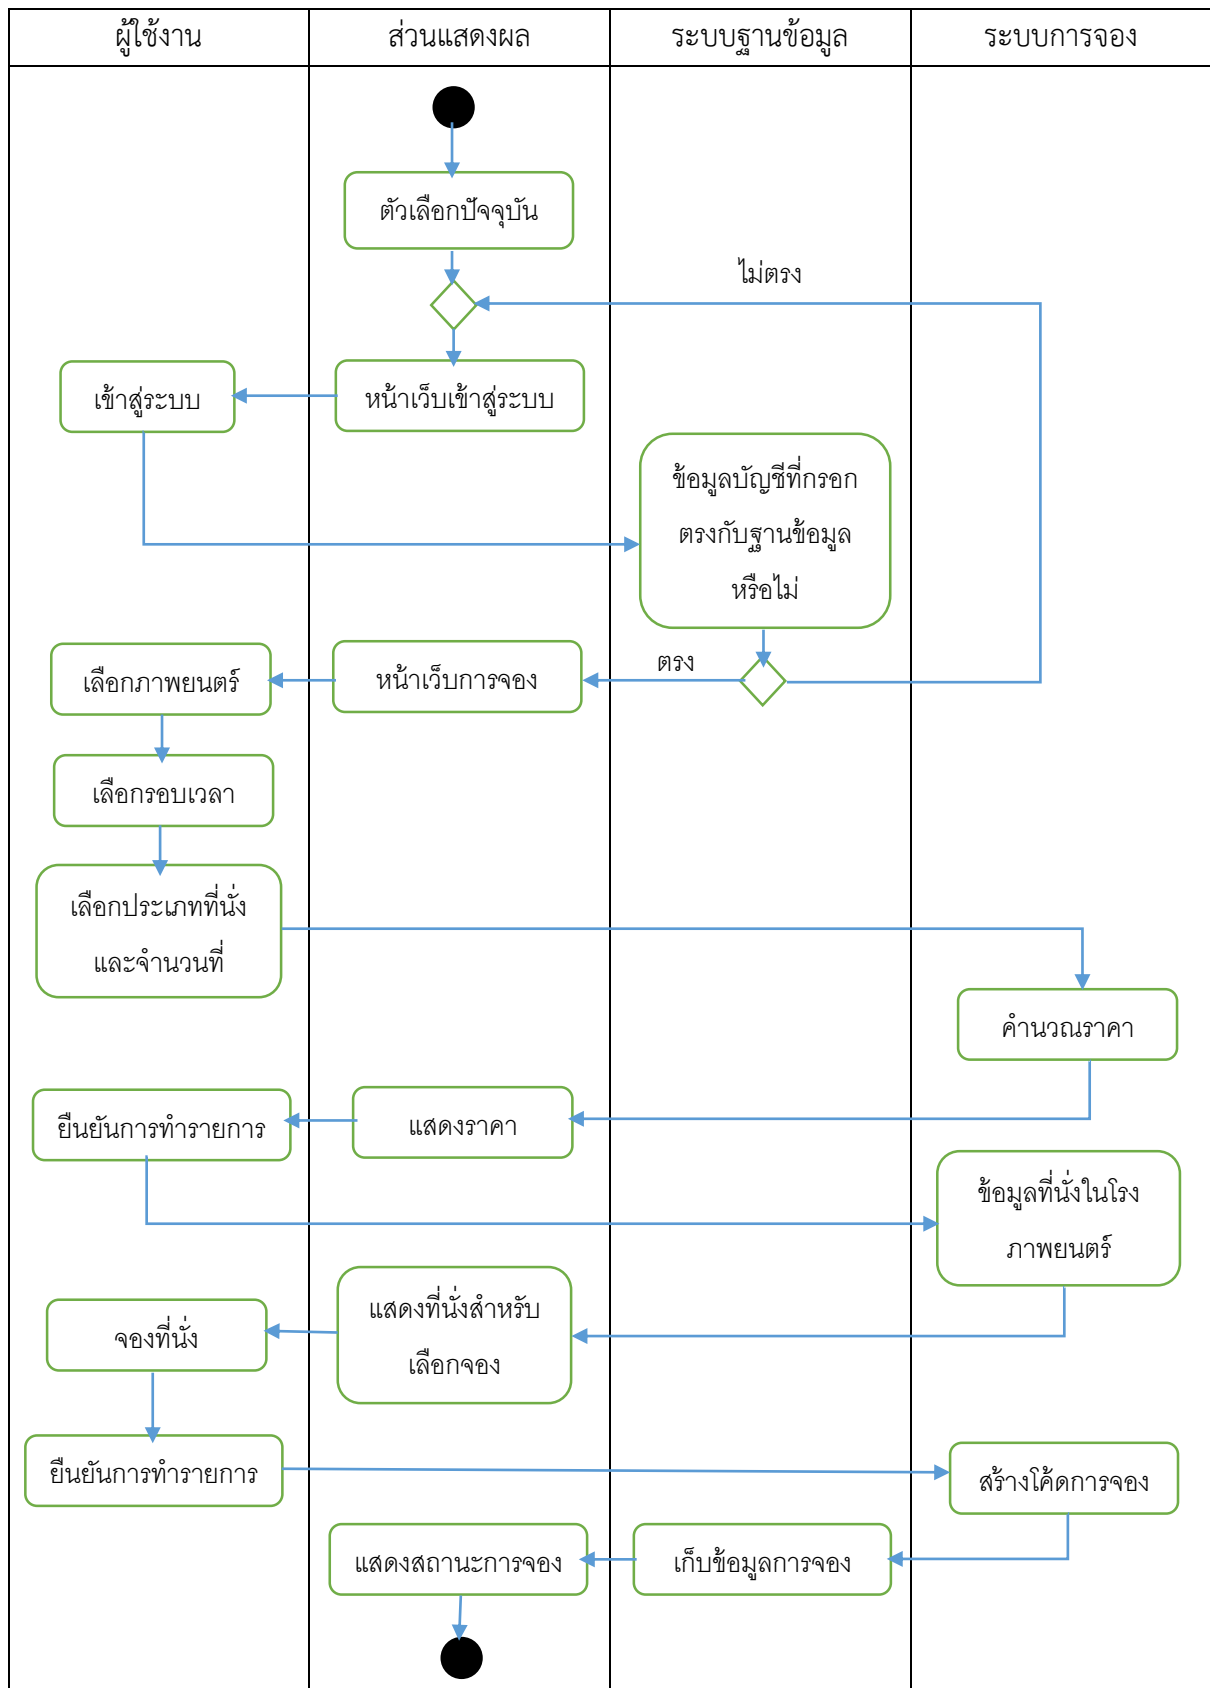 ผู้ใช้งาน
ส่วนแสดงผล
ระบบฐานข้อมูล
ระบบการจอง
ตัวเลือกปัจจุบัน
ไม่ตรง
หน้าเว็บเข้าสู่ระบบ
เข้าสู่ระบบ
ข้อมูลบัญชีที่กรอก
ตรงกับฐานข้อมูล
หรือไม่
ตรง
หน้าเว็บการจอง
เลือกภาพยนตร์
เลือกรอบเวลา
เลือกประเภทที่นั่ง
และจำนวนที่
คำนวณราคา
แสดงราคา
ยืนยันการทำรายการ
ข้อมูลที่นั่งในโรง
ภาพยนตร์
แสดงที่นั่งสำหรับ
เลือกจอง
จองที่นั่ง
ยืนยันการทำรายการ
สร้างโค้ดการจอง
เก็บข้อมูลการจอง
แสดงสถานะการจอง